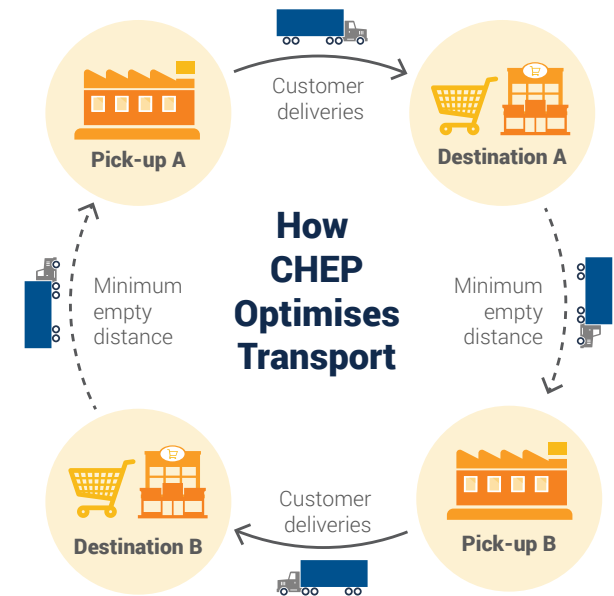 Customer
deliveries
Pick-up A
Destination A
How
CHEP
Optimises
Transport
Minimum
empty
distance
Minimum
empty
distance
Customer
deliveries
Destination B
Pick-up B